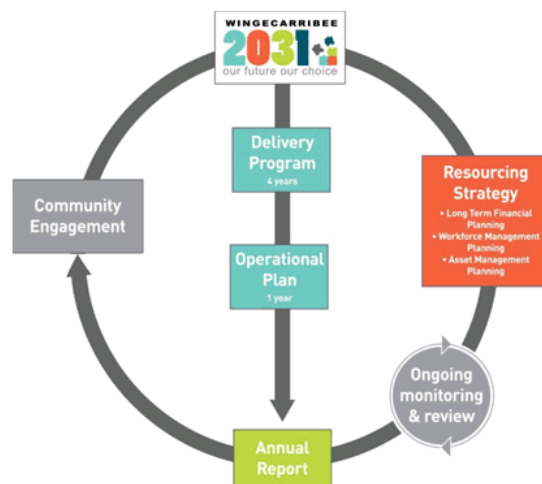 WINGECARRIBEE
2031
our future our choice
Delivery
Program
4 years
Community
Engagement
Resourcing
Strategy
• Long Term Financial
Planning
• Workforce Management
Planning
• Asset Management
Planning
Operational
Plan
1 year
Ongoing
monitoring
& review
Annual
Report